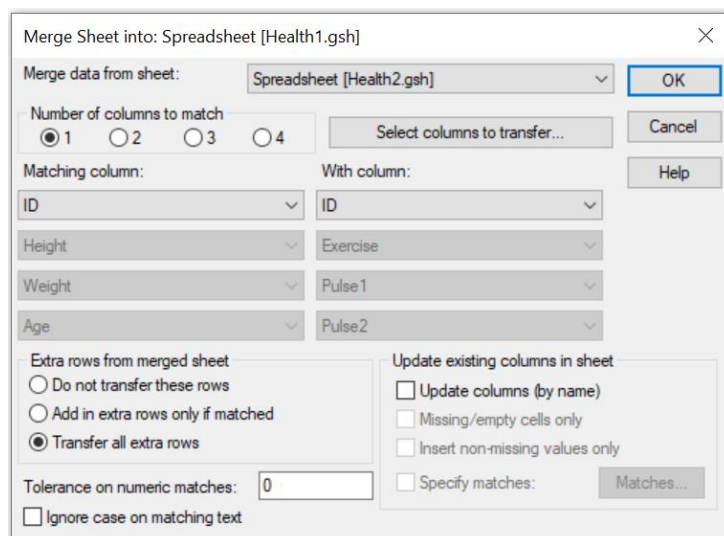 Merge Sheet into: Spreadsheet [Health1.gsh]
Merge data from sheet: Spreadsheet [Health2.gsh] OK
Number of columns to match
1 2 3 4 Select columns to transfer... Cancel
Matching column: With column: Help
ID ID
Height Exercise
Weight Pulse1
Age Pulse2
Extra rows from merged sheet Update existing columns in sheet
Do not transfer these rows Update columns (by name)
Add in extra rows only if matched Missing/empty cells only
Transfer all extra rows Insert non-missing values only
Tolerance on numeric matches: 0 Specify matches: Matches...
Ignore case on matching text